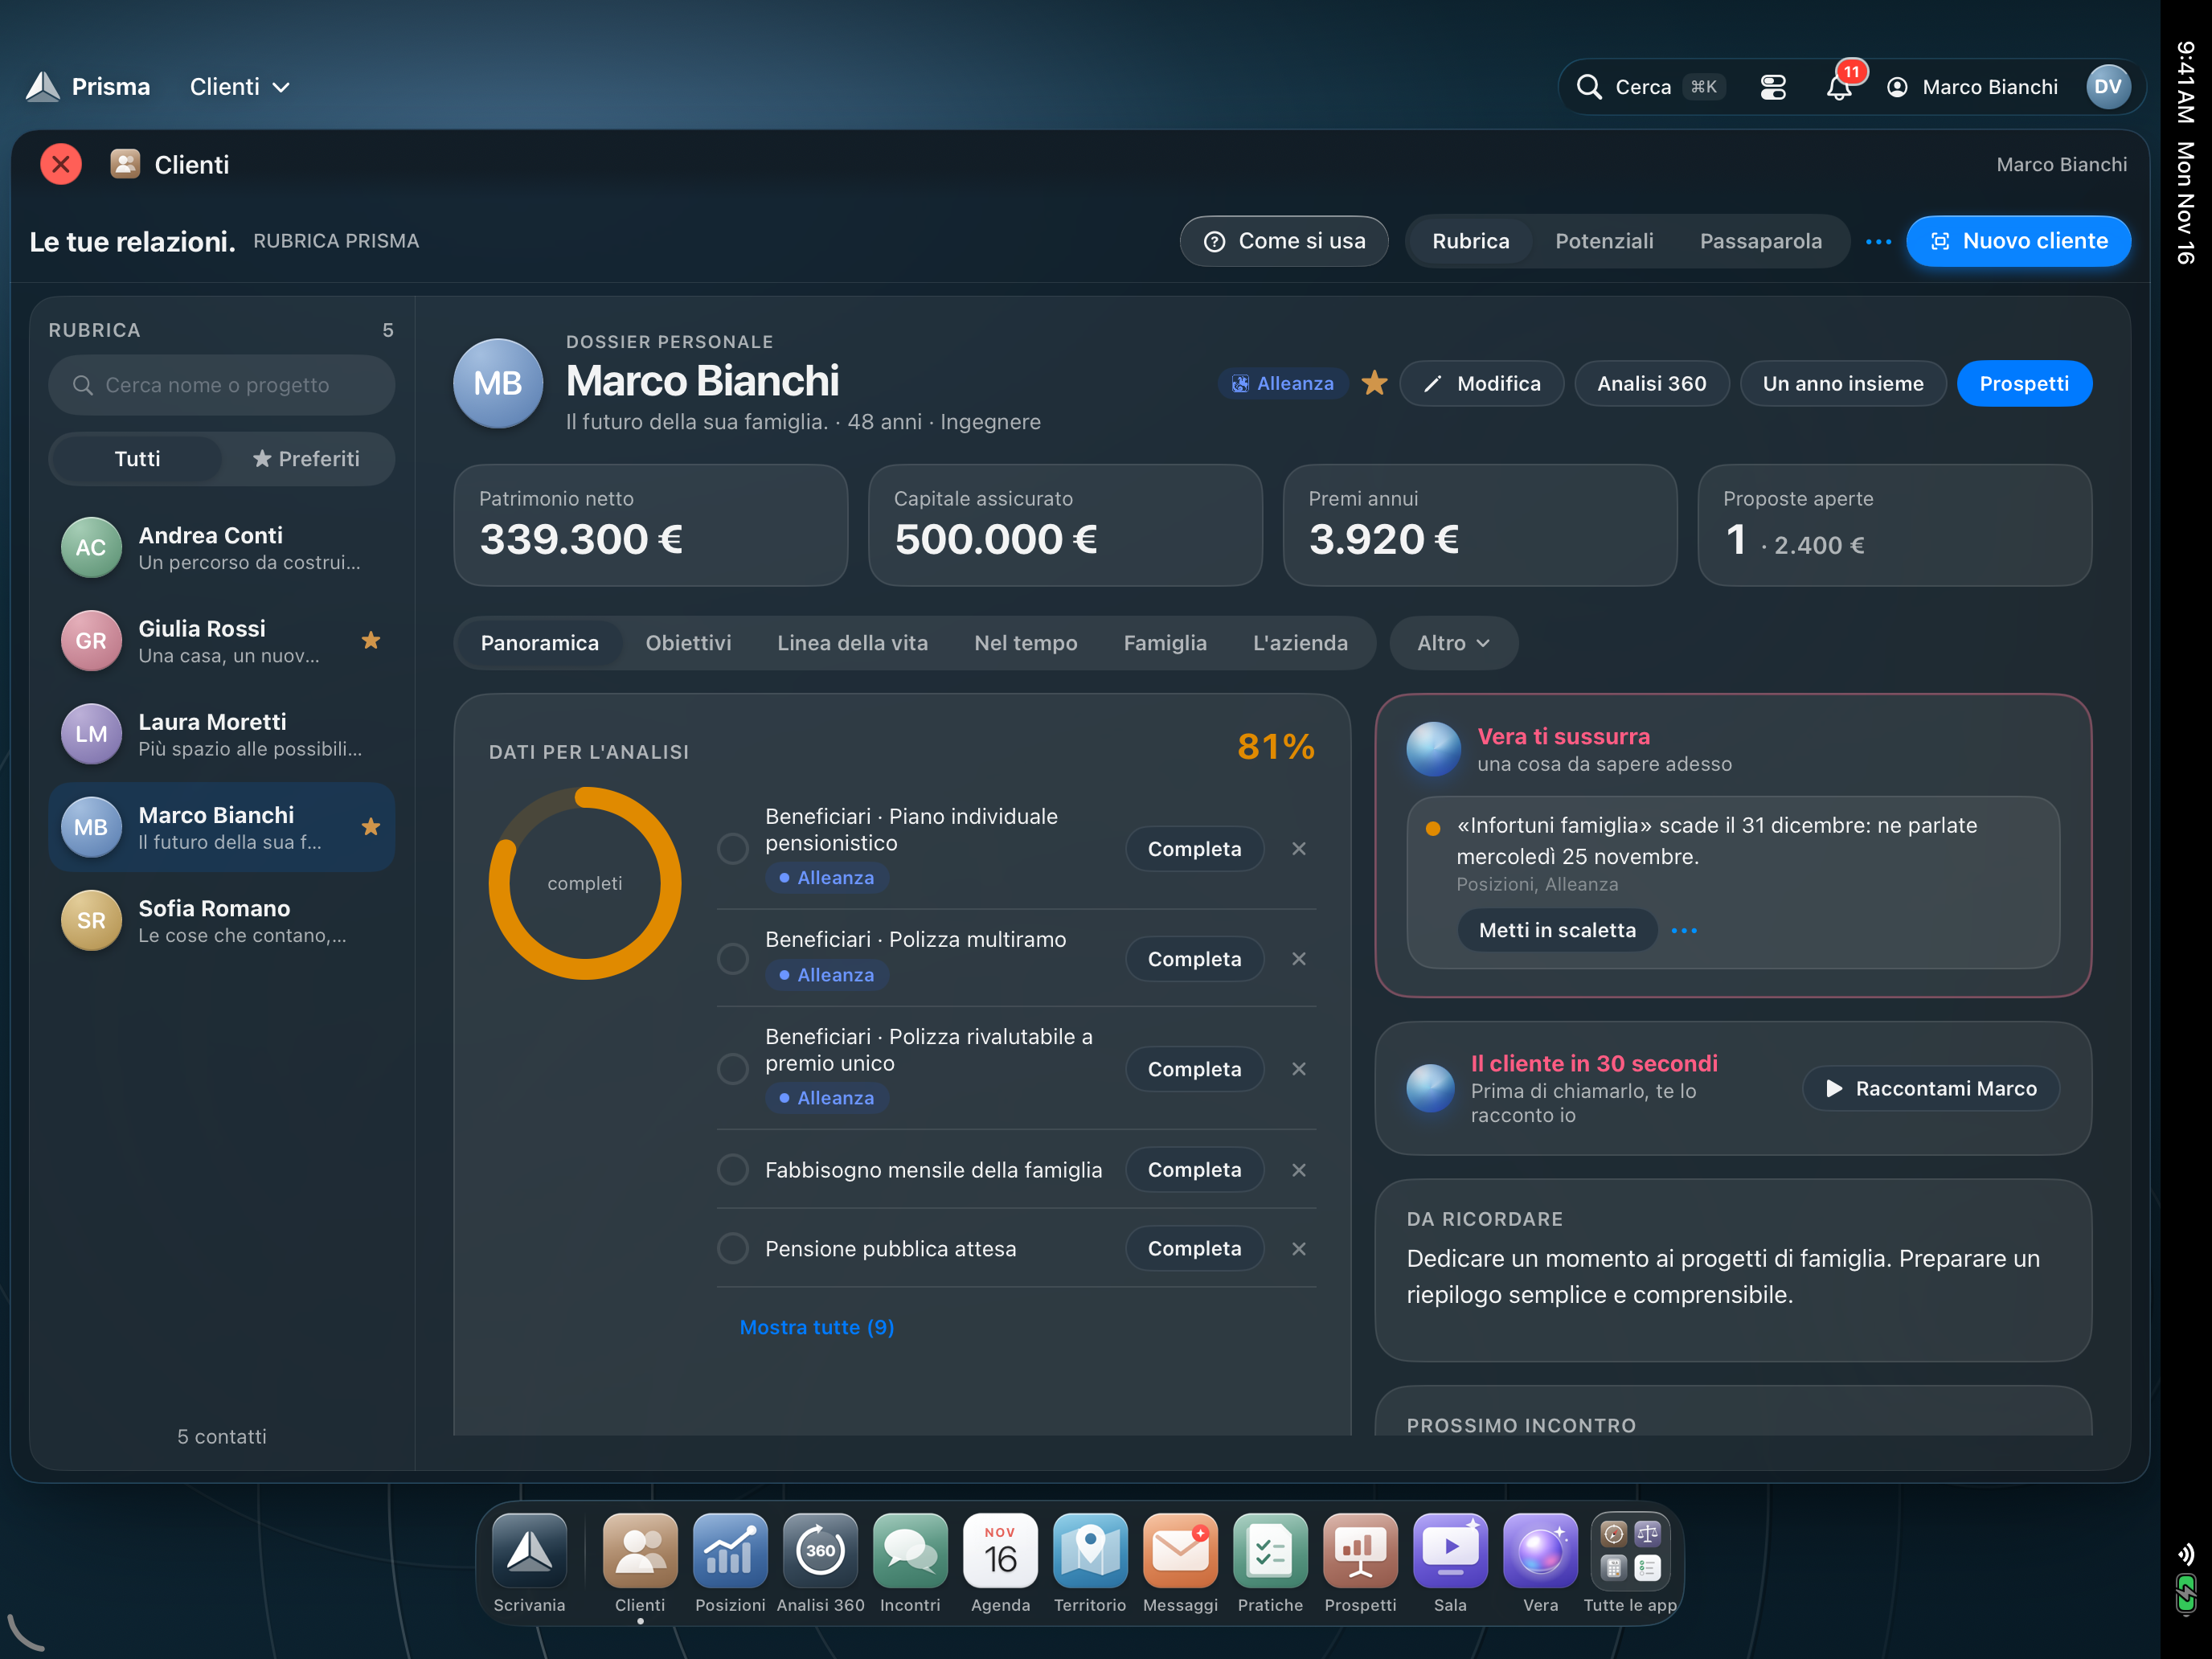 Prisma
Clienti
Cerca ⌘K
11
Marco Bianchi
DV
9:41 AM Mon Nov 16
Clienti
Marco Bianchi
Le tue relazioni.
RUBRICA PRISMA
Come si usa
Rubrica
Potenziali
Passaparola
Nuovo cliente
RUBRICA
5
Cerca nome o progetto
Tutti
Preferiti
AC
Andrea Conti
Un percorso da costrui...
GR
Giulia Rossi
Una casa, un nuov...
LM
Laura Moretti
Più spazio alle possibili...
MB
Marco Bianchi
Il futuro della sua f...
SR
Sofia Romano
Le cose che contano,...
5 contatti
MB
DOSSIER PERSONALE
Marco Bianchi
Il futuro della sua famiglia. · 48 anni · Ingegnere
Alleanza
Modifica
Analisi 360
Un anno insieme
Prospetti
Patrimonio netto
339.300 €
Capitale assicurato
500.000 €
Premi annui
3.920 €
Proposte aperte
1 · 2.400 €
Panoramica
Obiettivi
Linea della vita
Nel tempo
Famiglia
L'azienda
Altro
DATI PER L'ANALISI
81%
completi
Beneficiari · Piano individuale
pensionistico
Alleanza
Completa
Beneficiari · Polizza multiramo
Alleanza
Completa
Beneficiari · Polizza rivalutabile a
premio unico
Alleanza
Completa
Fabbisogno mensile della famiglia
Completa
Pensione pubblica attesa
Completa
Mostra tutte (9)
Vera ti sussurra
una cosa da sapere adesso
«Infortuni famiglia» scade il 31 dicembre: ne parlate
mercoledì 25 novembre.
Posizioni, Alleanza
Metti in scaletta
Il cliente in 30 secondi
Prima di chiamarlo, te lo
racconto io
Raccontami Marco
DA RICORDARE
Dedicare un momento ai progetti di famiglia. Preparare un
riepilogo semplice e comprensibile.
PROSSIMO INCONTRO
360
NOV
16
Scrivania
Clienti
Posizioni
Analisi 360
Incontri
Agenda
Territorio
Messaggi
Pratiche
Prospetti
Sala
Vera
Tutte le app